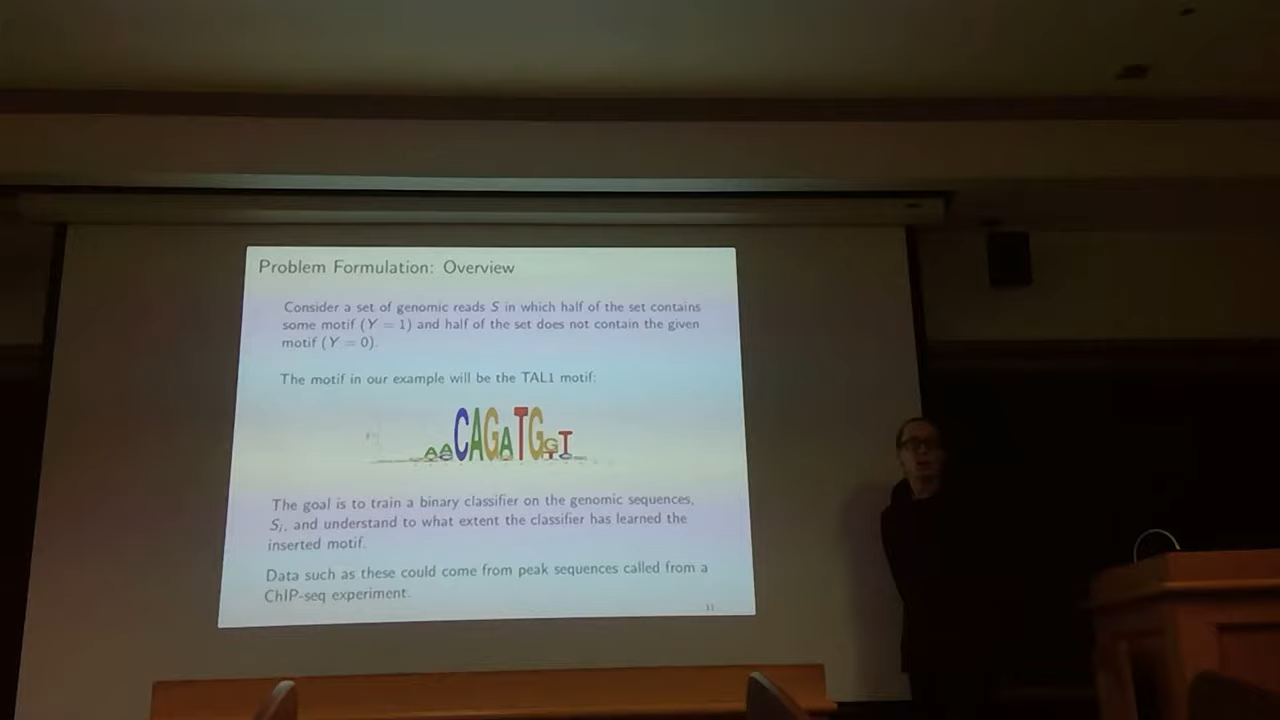 Problem Formulation: Overview
Consider a set of genomic reads S in which half of the set contains
some motif (Y = 1) and half of the set does not contain the given
motif (Y = 0).
The motif in our example will be the TAL1 motif:
CAGATG
The goal is to train a binary classifier on the genomic sequences,
Si, and understand to what extent the classifier has learned the
inserted motif.
Data such as these could come from peak sequences called from a
ChIP-seq experiment.
11